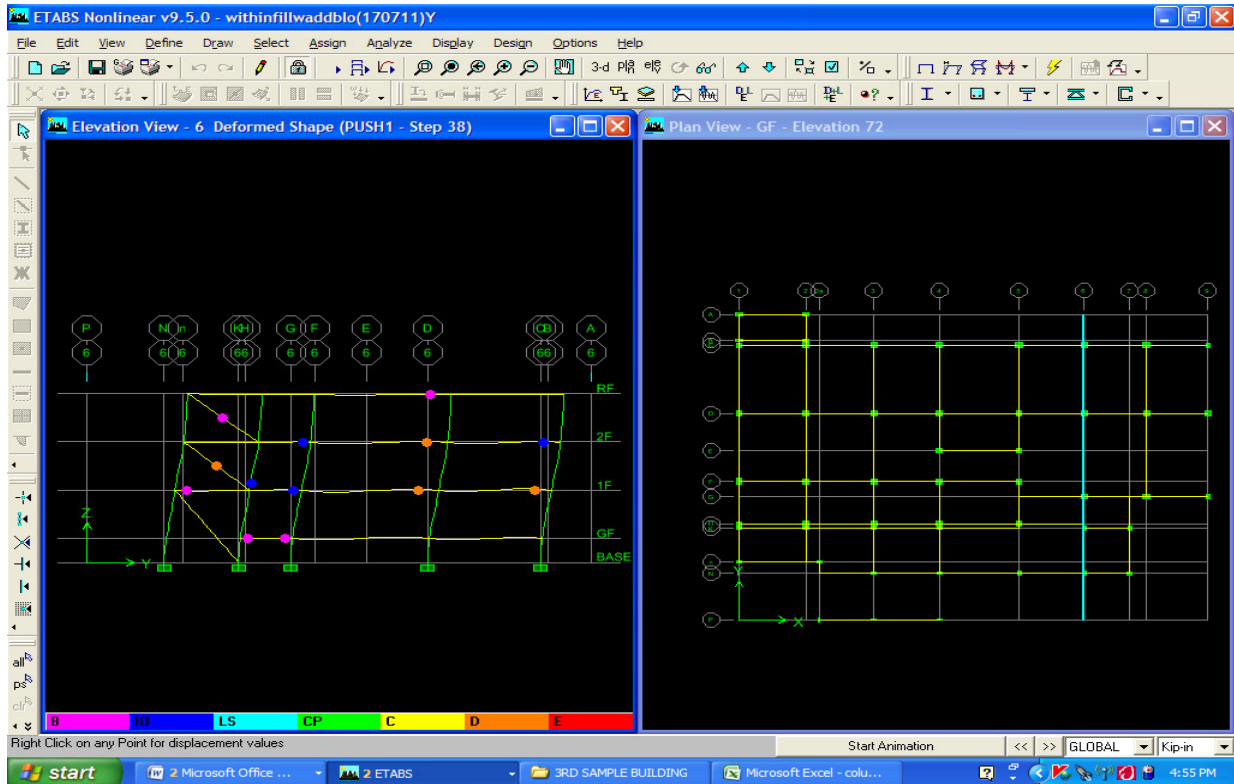 ETABS Nonlinear v9.5.0 - withinfillwaddblo(170711)Y
File Edit View Define Draw Select Assign Analyze Display Design Options Help
3-d
Elevation View - 6 Deformed Shape (PUSH1 - Step 38)
P N n K H G F E D C B A
6 6 6 6 6 6 6 6 6 6 6 6
RF
2F
1F
GF
BASE
Z
Y
B IO LS CP C D E
Plan View - GF - Elevation 72
1 2 3 4 5 6 7 8 9
A
D
E
F
G
N
P
Y
X
all
ps
clr
Right Click on any Point for displacement values
Start Animation << >> GLOBAL Kip-in
start 2 Microsoft Office ... 2 ETABS 3RD SAMPLE BUILDING Microsoft Excel - colu... 4:55 PM